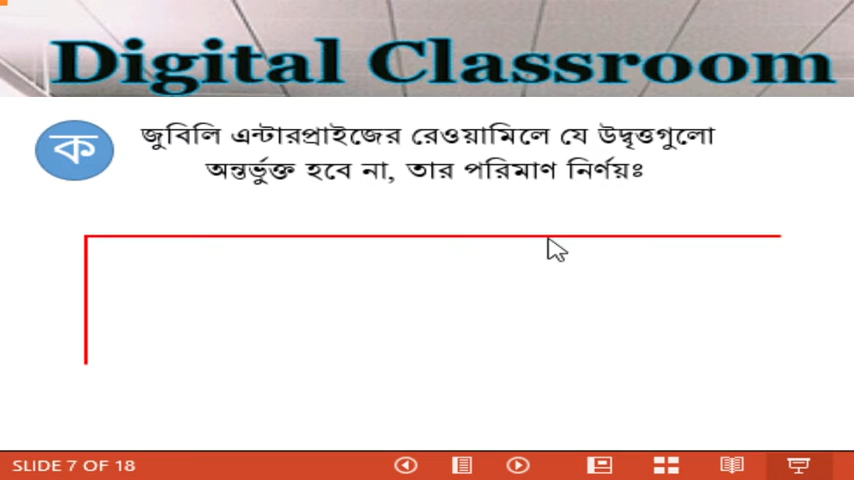 Digital Classroom
ক
জুবিলি এন্টারপ্রাইজের রেওয়ামিলে যে উদ্বৃত্তগুলো
অন্তর্ভুক্ত হবে না, তার পরিমাণ নির্ণয়ঃ
SLIDE 7 OF 18